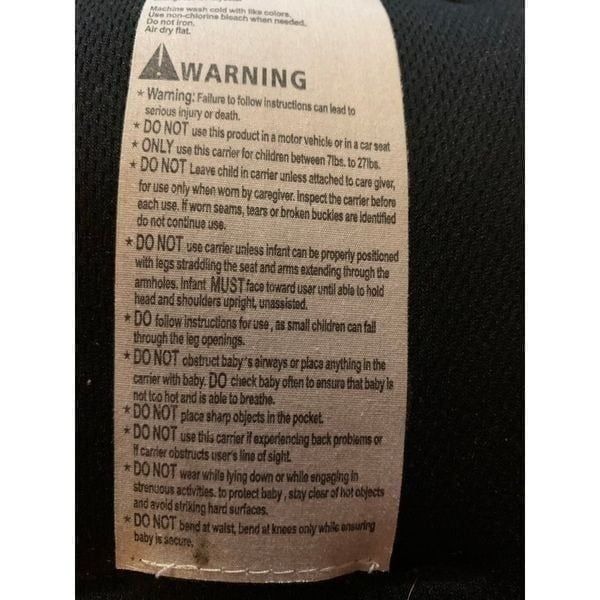 Machine wash cold with like colors.
Use non-chlorine bleach when needed.
Do not iron.
Air dry flat.
WARNING
* Warning: Failure to follow instructions can lead to
serious injury or death.
* DO NOT use this product in a motor vehicle or in a car seat
* ONLY use this carrier for children between 7lbs. to 27lbs.
* DO NOT Leave child in carrier unless attached to care giver,
for use only when worn by caregiver. Inspect the carrier before
each use. If worn seams, tears or broken buckles are identified
do not continue use.
* DO NOT use carrier unless infant can be properly positioned
with legs straddling the seat and arms extending through the
armholes. Infant MUST face toward user until able to hold
head and shoulders upright, unassisted.
* DO follow instructions for use, as small children can fall
through the leg openings.
* DO NOT obstruct baby's airways or place anything in the
carrier with baby. DO check baby often to ensure that baby is
not too hot and is able to breathe.
* DO NOT place sharp objects in the pocket.
* DO NOT use this carrier if experiencing back problems or
if carrier obstructs user's line of sight.
* DO NOT wear while lying down or while engaging in
strenuous activities. to protect baby, stay clear of hot objects
and avoid striking hard surfaces.
* DO NOT bend at waist, bend at knees only while ensuring
baby is secure.